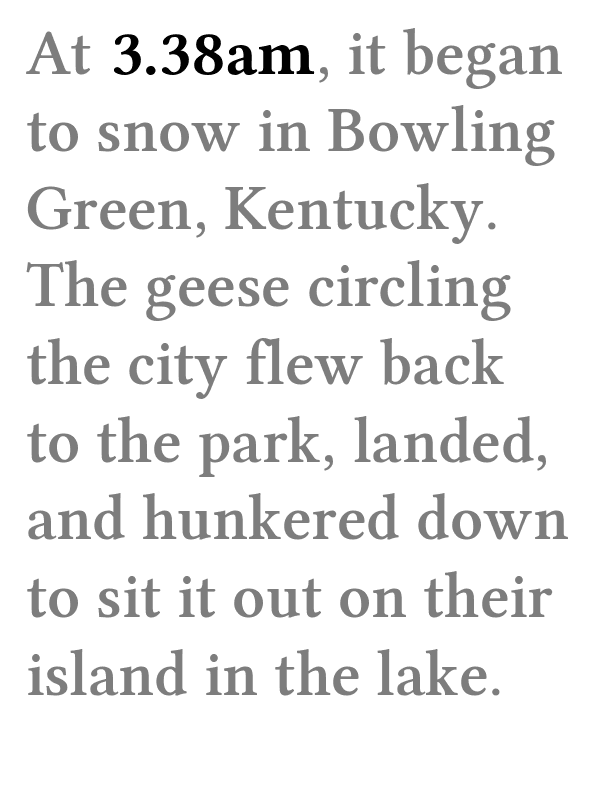 At 3.38am, it began
to snow in Bowling
Green, Kentucky.
The geese circling
the city flew back
to the park, landed,
and hunkered down
to sit it out on their
island in the lake.